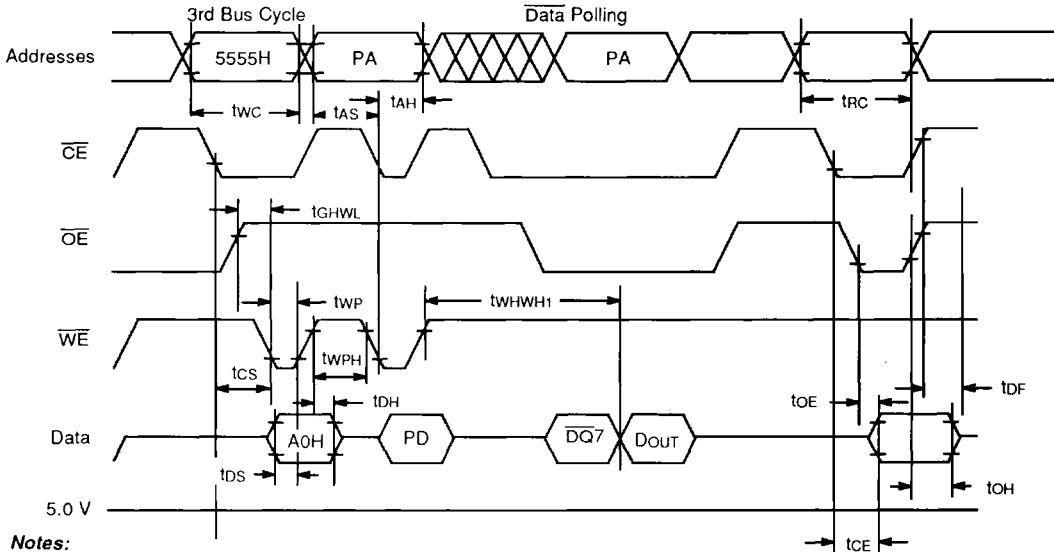 3rd Bus Cycle
Data Polling
Addresses
5555H
PA
PA
tWC
tAS
tAH
tRC
CE
tGHWL
OE
tWP
tWHWH1
WE
tWPH
tCS
tDH
tOE
tDF
Data
A0H
PD
DQ7
DOUT
tDS
tOH
5.0 V
tCE
Notes: